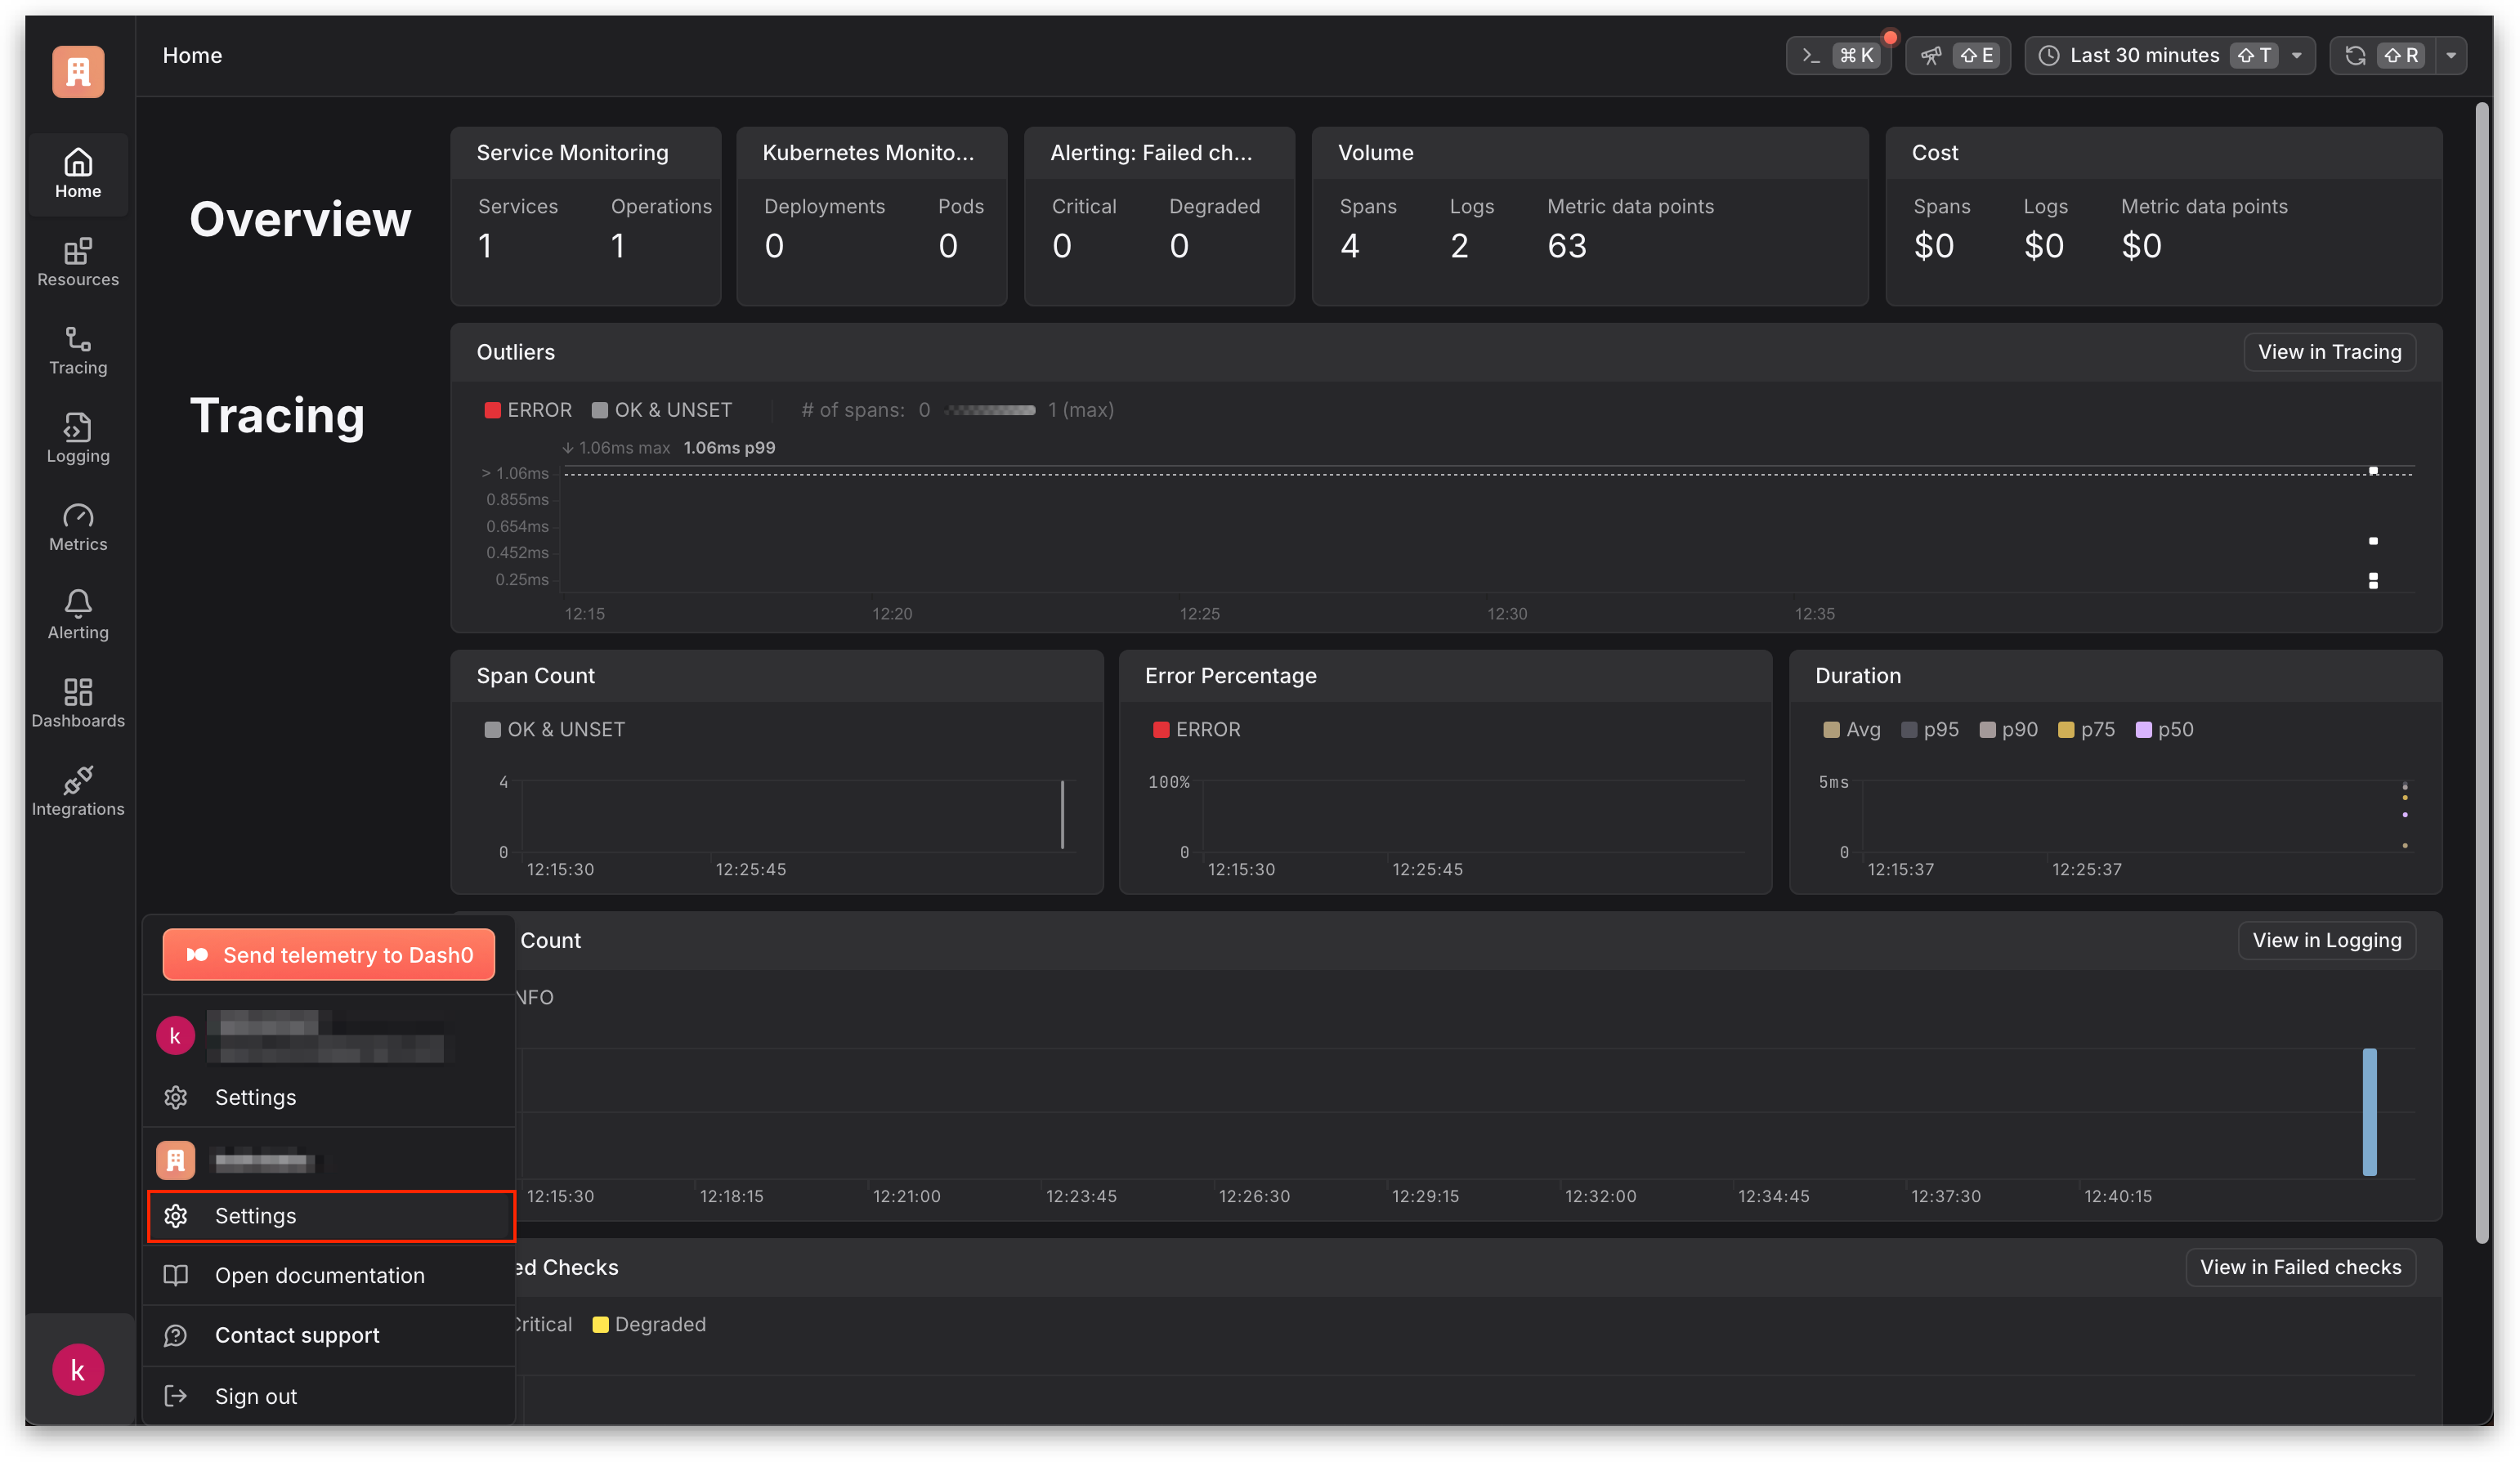 Home
⌘ K
⇧ E
Last 30 minutes ⇧ T
⇧ R
Home
Resources
Tracing
Logging
Metrics
Alerting
Dashboards
Integrations
k
Overview
Service Monitoring
Services Operations
1 1
Kubernetes Monito...
Deployments Pods
0 0
Alerting: Failed ch...
Critical Degraded
0 0
Volume
Spans Logs Metric data points
4 2 63
Cost
Spans Logs Metric data points
$0 $0 $0
Tracing
Outliers
View in Tracing
ERROR OK & UNSET # of spans: 0 1 (max)
↓ 1.06ms max 1.06ms p99
> 1.06ms
0.855ms
0.654ms
0.452ms
0.25ms
12:15 12:20 12:25 12:30 12:35
Span Count
OK & UNSET
4
0
12:15:30 12:25:45
Error Percentage
ERROR
100%
0
12:15:30 12:25:45
Duration
Avg p95 p90 p75 p50
5ms
0
12:15:37 12:25:37
Count
View in Logging
NFO
12:15:30 12:18:15 12:21:00 12:23:45 12:26:30 12:29:15 12:32:00 12:34:45 12:37:30 12:40:15
ed Checks
View in Failed checks
Critical Degraded
Send telemetry to Dash0
k
Settings
Settings
Open documentation
Contact support
Sign out